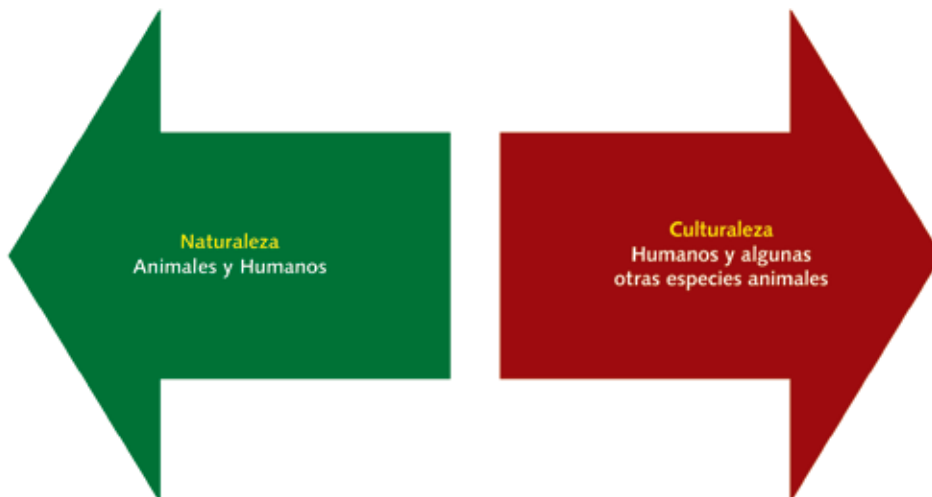 Naturaleza
Animales y Humanos
Culturaleza
Humanos y algunas
otras especies animales